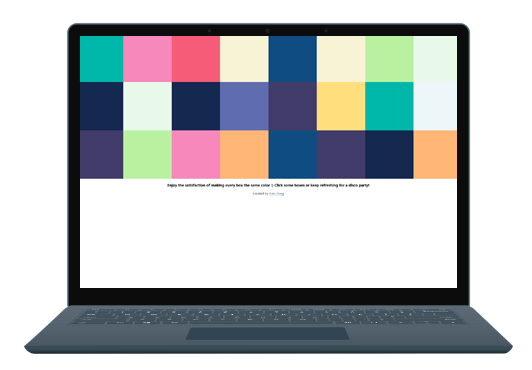 Enjoy the satisfaction of making every box the same color :) Click some boxes or keep refreshing for a disco party!
Created by